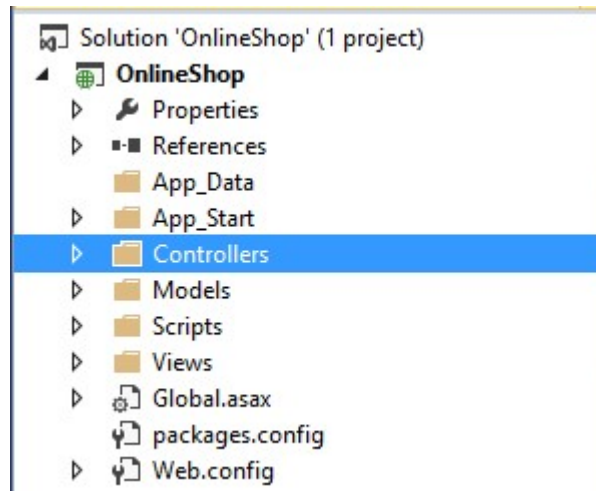 Solution 'OnlineShop' (1 project)
OnlineShop
Properties
References
App_Data
App_Start
Controllers
Models
Scripts
Views
Global.asax
packages.config
Web.config